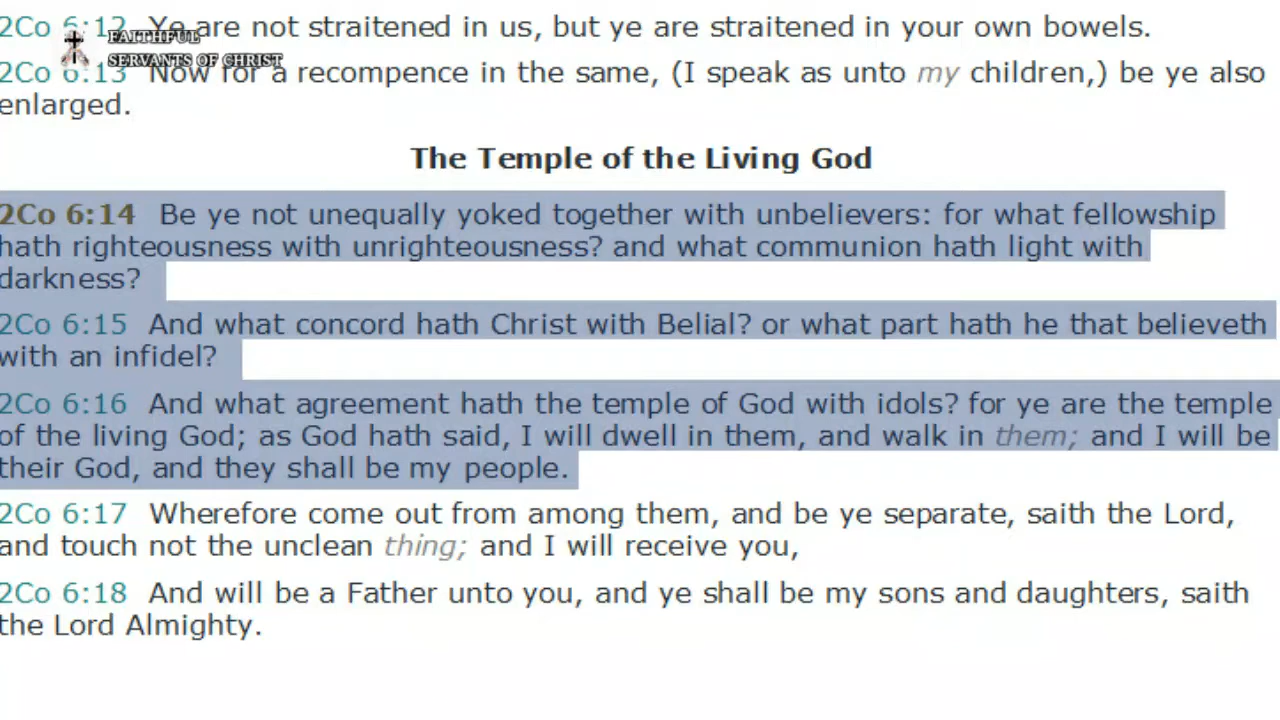 2Co 6:12 Ye are not straitened in us, but ye are straitened in your own bowels.
FAITHFUL
SERVANTS OF CHRIST
2Co 6:13 Now for a recompence in the same, (I speak as unto my children,) be ye also
enlarged.
The Temple of the Living God
2Co 6:14 Be ye not unequally yoked together with unbelievers: for what fellowship
hath righteousness with unrighteousness? and what communion hath light with
darkness?
2Co 6:15 And what concord hath Christ with Belial? or what part hath he that believeth
with an infidel?
2Co 6:16 And what agreement hath the temple of God with idols? for ye are the temple
of the living God; as God hath said, I will dwell in them, and walk in them; and I will be
their God, and they shall be my people.
2Co 6:17 Wherefore come out from among them, and be ye separate, saith the Lord,
and touch not the unclean thing; and I will receive you,
2Co 6:18 And will be a Father unto you, and ye shall be my sons and daughters, saith
the Lord Almighty.